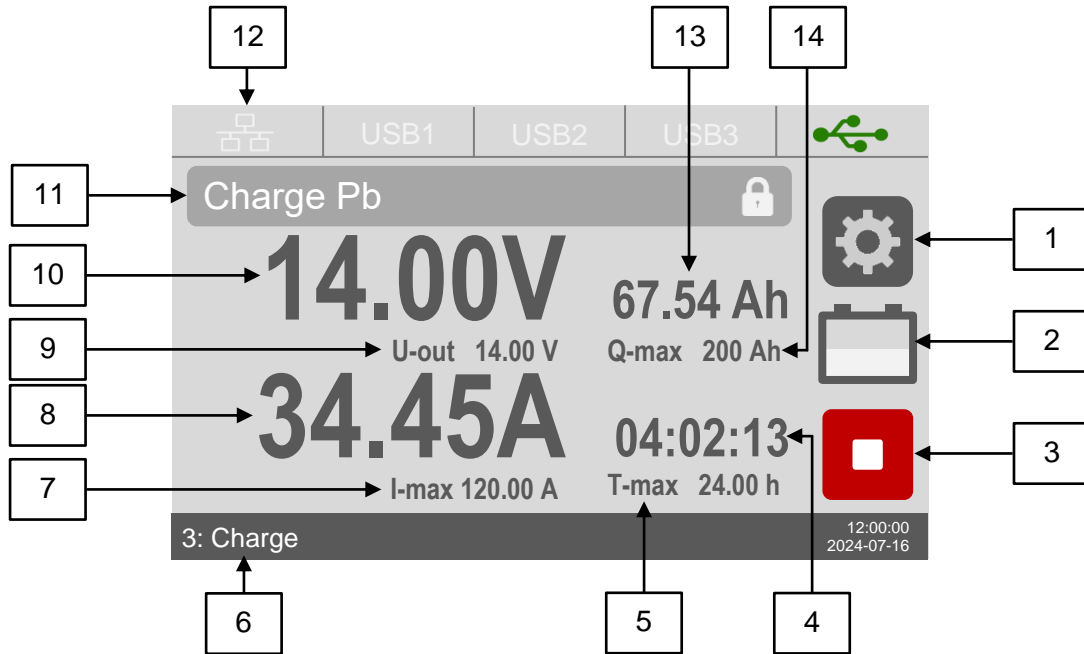 12
13
14
USB1 USB2 USB3
11
Charge Pb
1
10
14.00V
67.54 Ah
9
U-out 14.00 V
Q-max 200 Ah
2
8
34.45A
04:02:13
3
7
I-max 120.00 A
T-max 24.00 h
3: Charge
12:00:00
2024-07-16
6
5
4